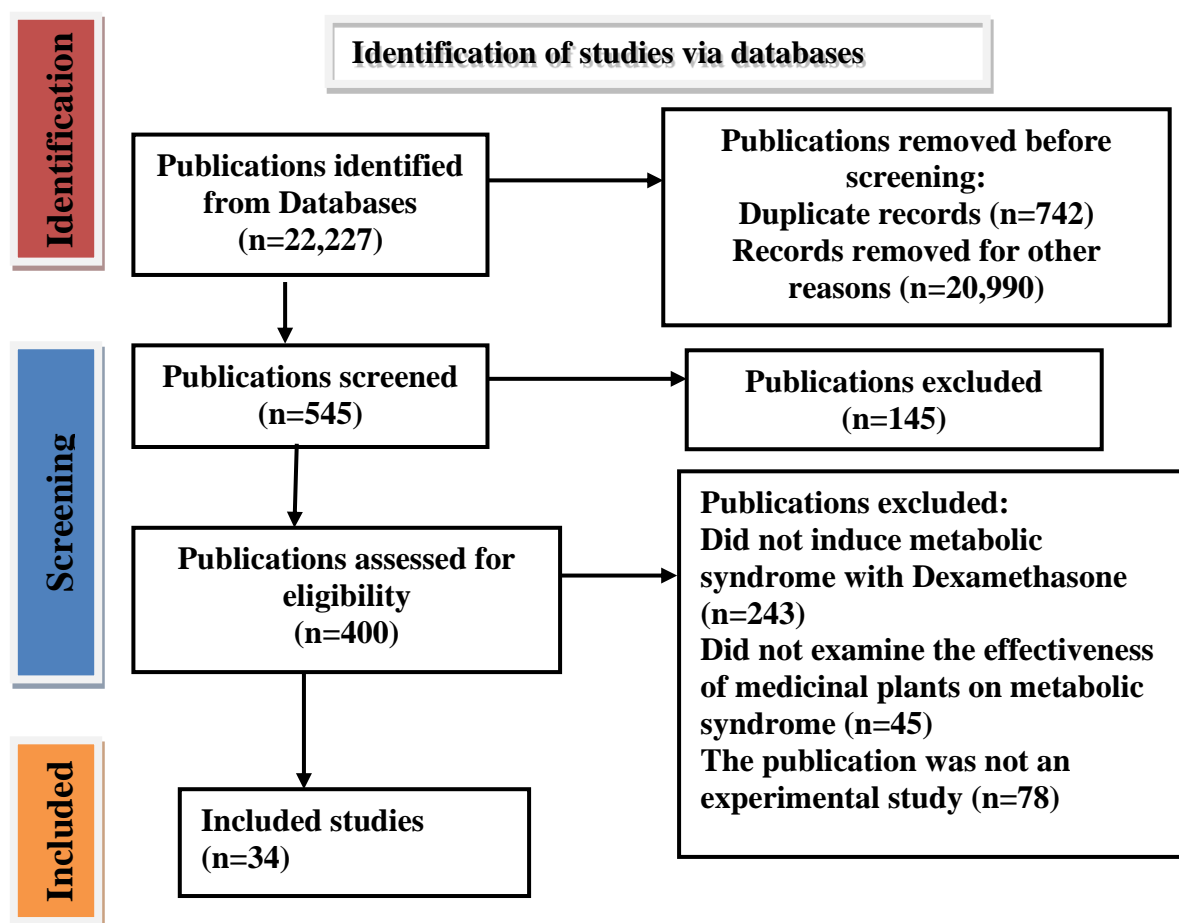 Identification of studies via databases
Identification
Publications identified
from Databases
(n=22,227)
Publications removed before
screening:
Duplicate records (n=742)
Records removed for other
reasons (n=20,990)
Screening
Publications screened
(n=545)
Publications excluded
(n=145)
Publications assessed for
eligibility
(n=400)
Publications excluded:
Did not induce metabolic
syndrome with Dexamethasone
(n=243)
Did not examine the effectiveness
of medicinal plants on metabolic
syndrome (n=45)
The publication was not an
experimental study (n=78)
Included
Included studies
(n=34)